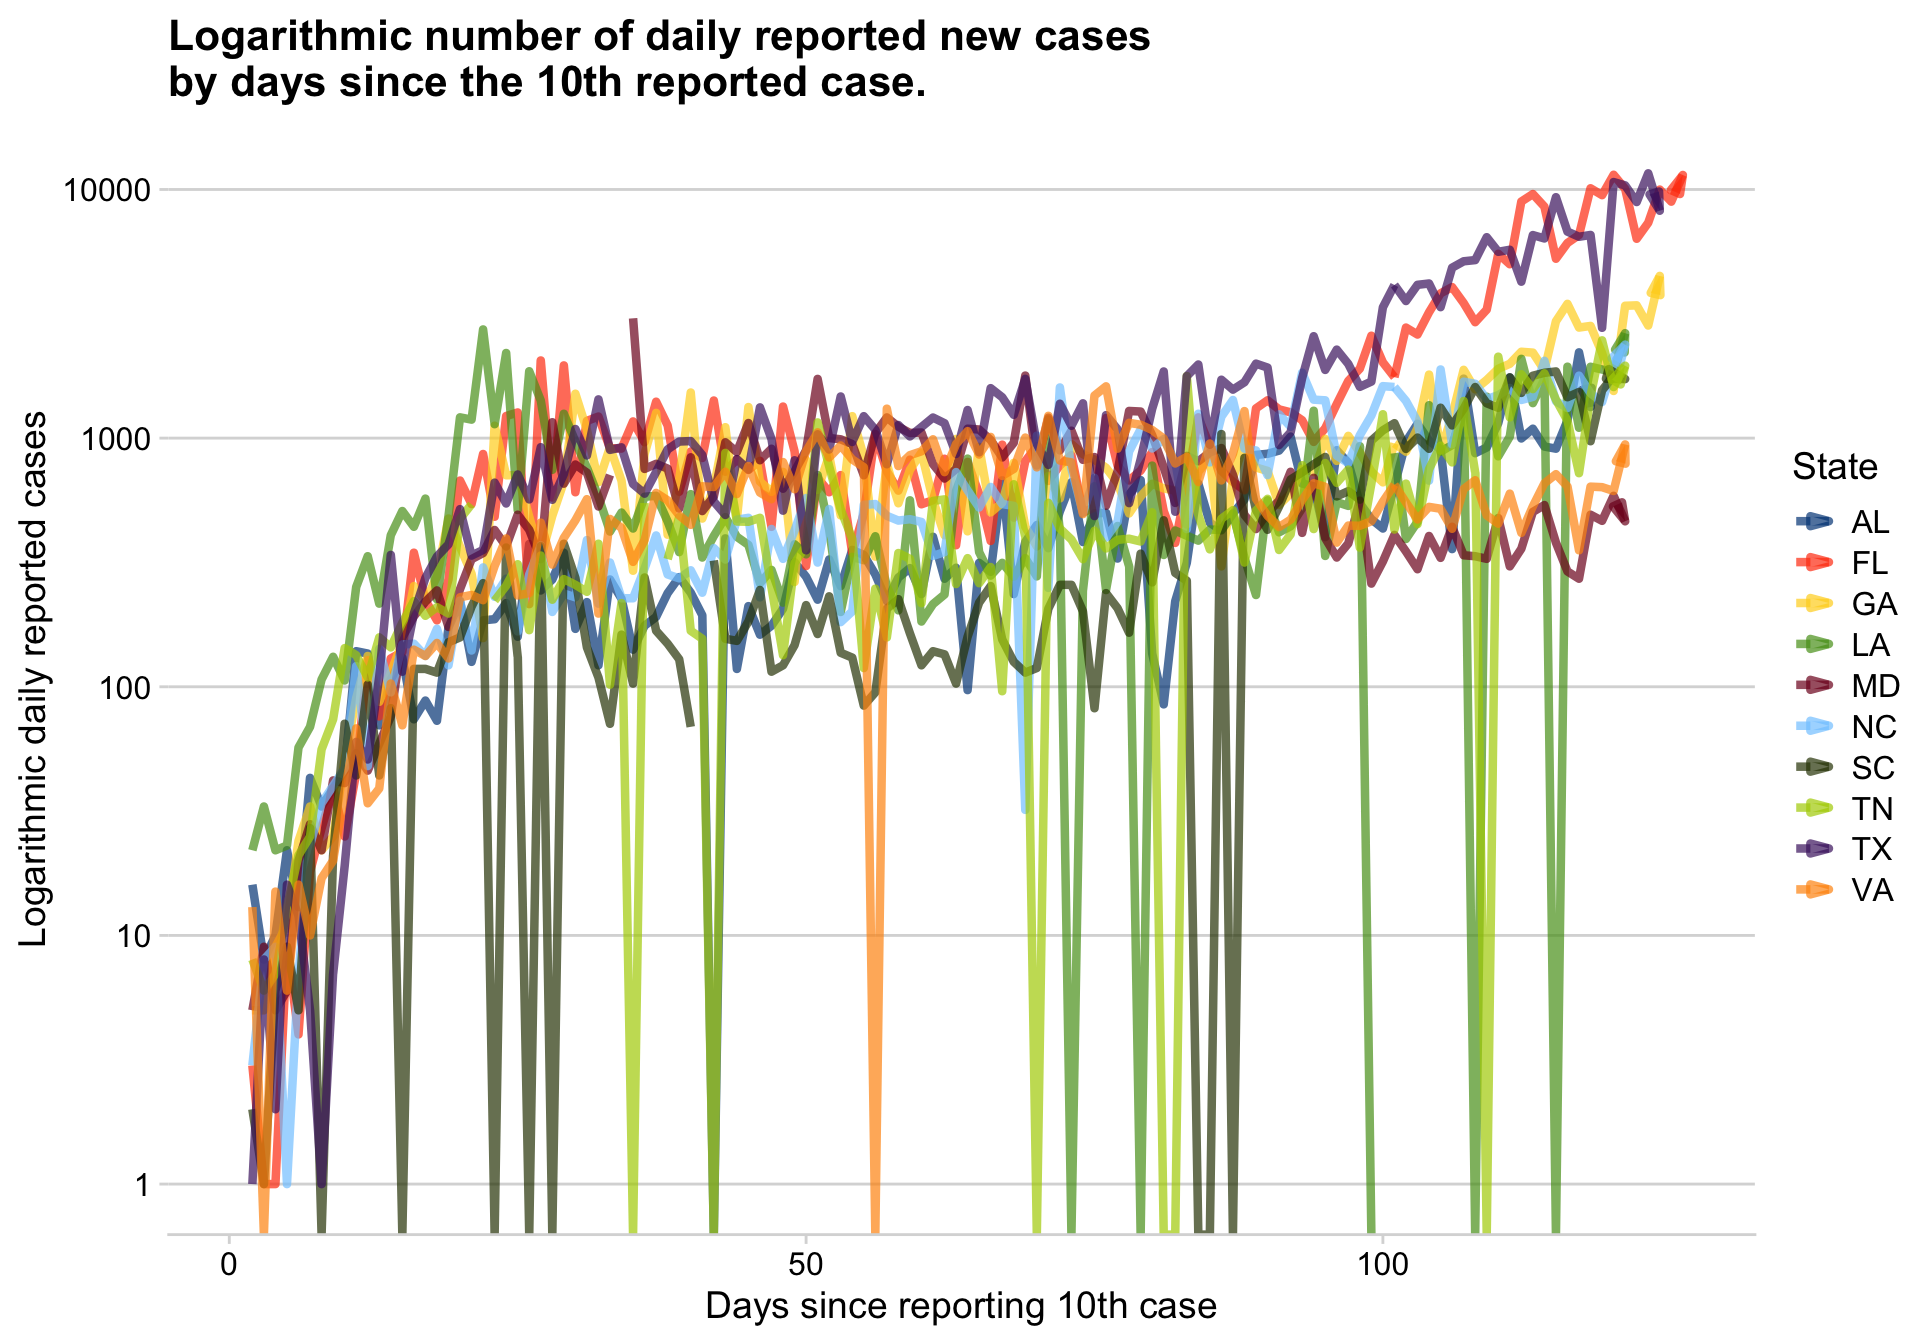 Logarithmic number of daily reported new cases
by days since the 10th reported case.
Logarithmic daily reported cases
10000
1000
100
10
1
0
50
100
Days since reporting 10th case
State
AL
FL
GA
LA
MD
NC
SC
TN
TX
VA